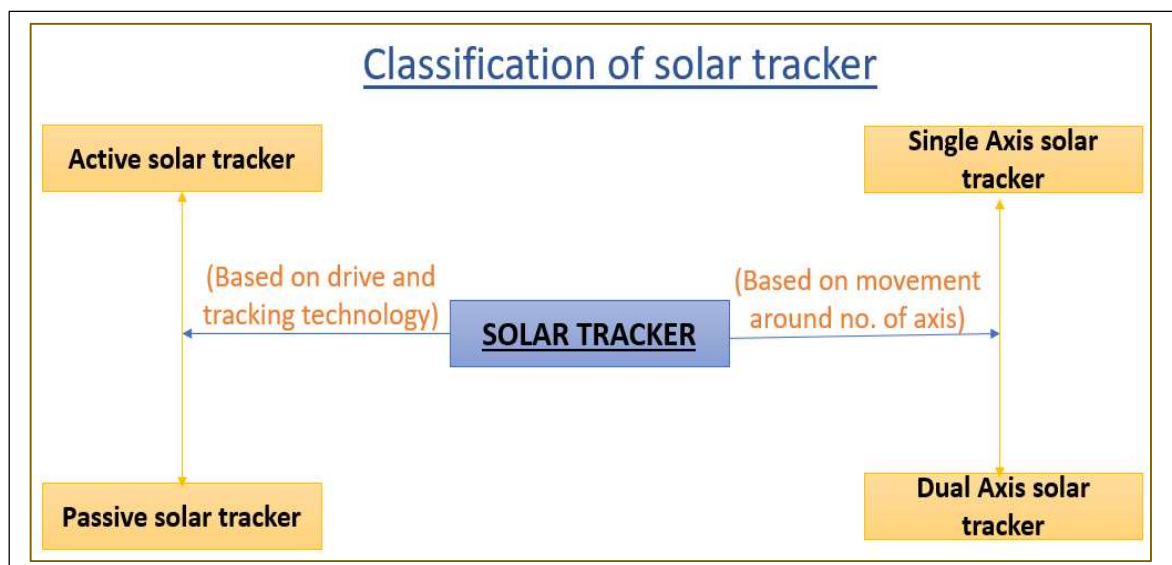 Classification of solar tracker
Active solar tracker
Single Axis solar
tracker
(Based on drive and
tracking technology)
(Based on movement
around no. of axis)
SOLAR TRACKER
Passive solar tracker
Dual Axis solar
tracker